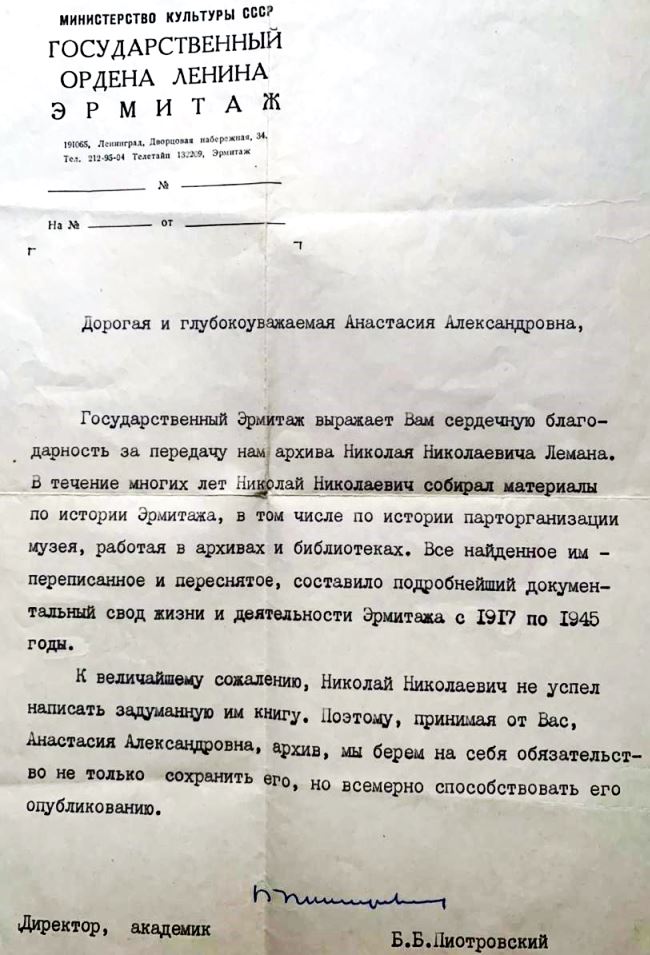 МИНИСТЕРСТВО КУЛЬТУРЫ СССР
ГОСУДАРСТВЕННЫЙ
ОРДЕНА ЛЕНИНА
ЭРМИТАЖ
191065, Ленинград, Дворцовая набережная, 34.
Тел. 212-95-04 Телетайп 132209, Эрмитаж
№
На № от
Дорогая и глубокоуважаемая Анастасия Александровна,
Государственный Эрмитаж выражает Вам сердечную благо-
дарность за передачу нам архива Николая Николаевича Лемана.
В течение многих лет Николай Николаевич собирал материалы
по истории Эрмитажа, в том числе по истории парторганизации
музея, работая в архивах и библиотеках. Все найденное им -
переписанное и переснятое, составило подробнейший докумен-
тальный свод жизни и деятельности Эрмитажа с 1917 по 1945
годы.
К величайшему сожалению, Николай Николаевич не успел
написать задуманную им книгу. Поэтому, принимая от Вас,
Анастасия Александровна, архив, мы берем на себя обязательст-
во не только сохранить его, но всемерно способствовать его
опубликованию.
Директор, академик
Б.Б.Пиотровский